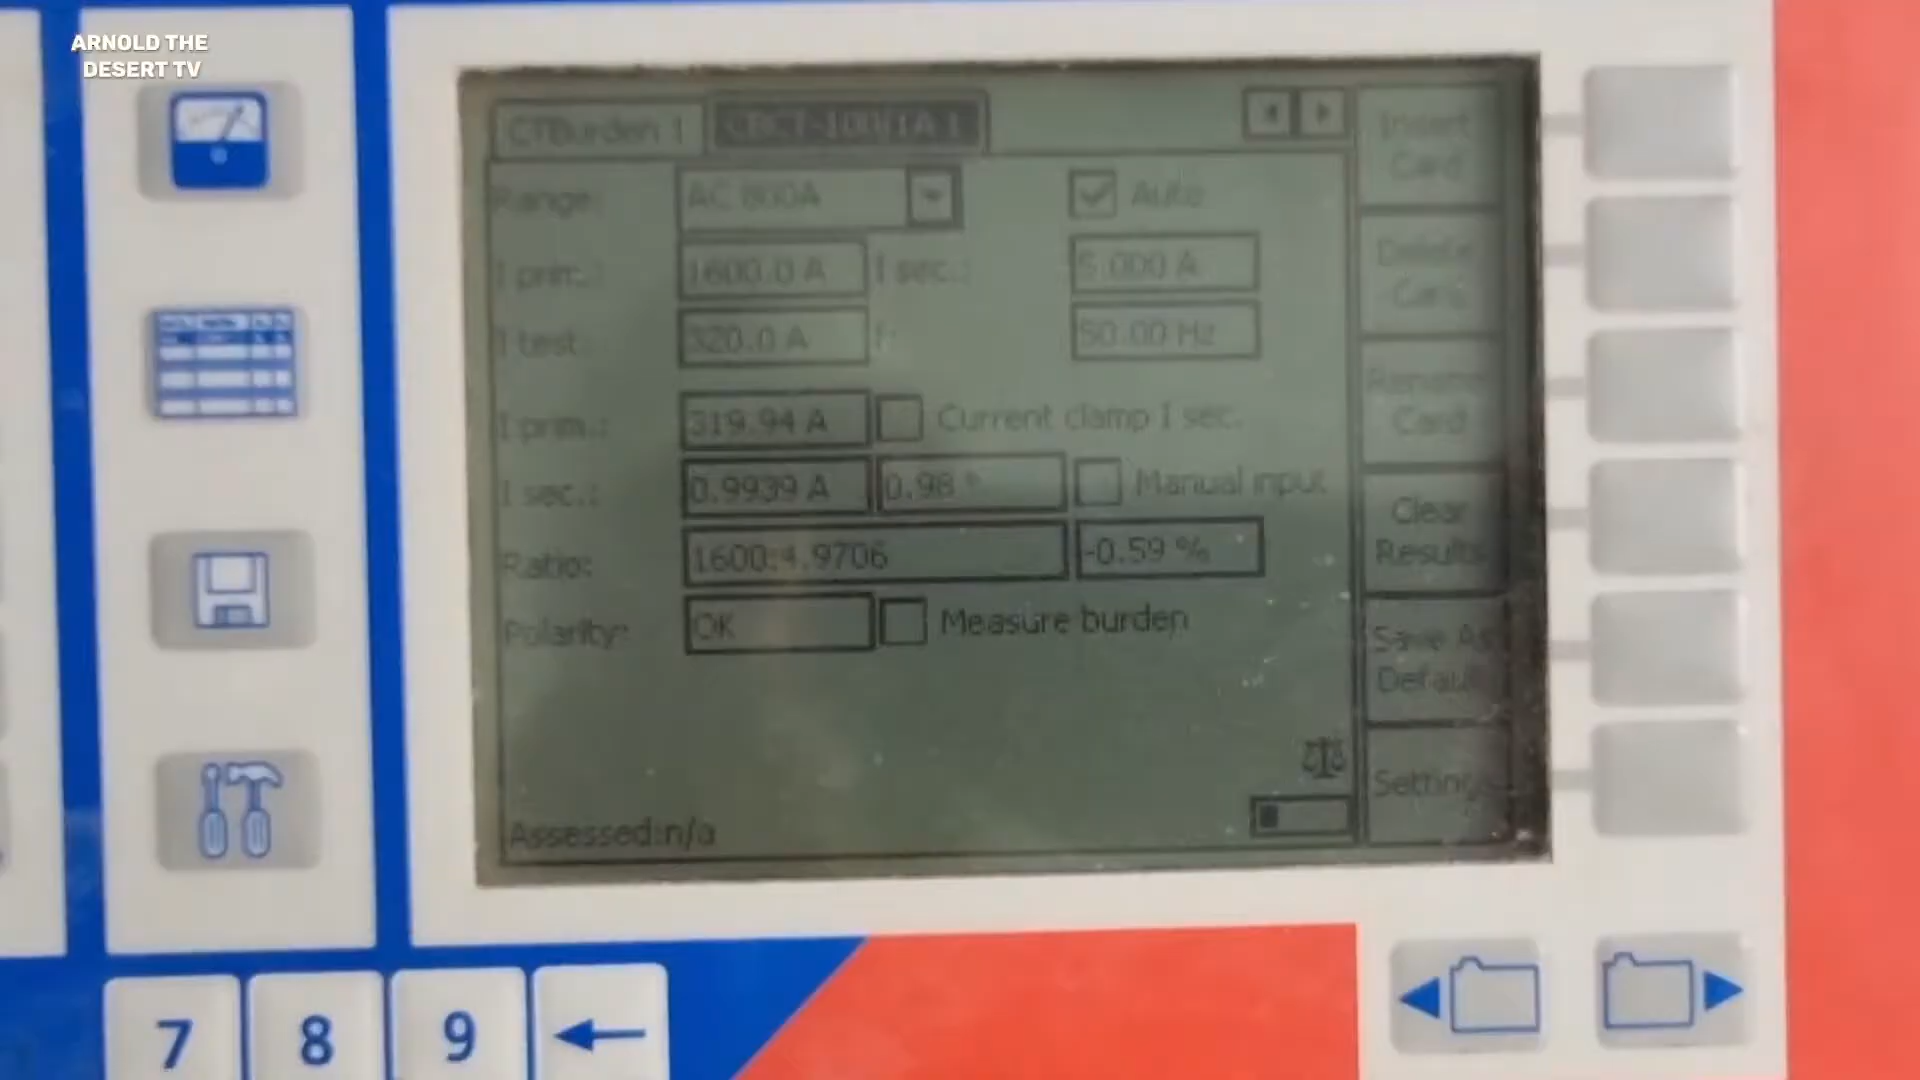 ARNOLD THE
DESERT TV
CTBurden 1
Range: AC 800A Auto
I prim.: 1600.0 A I sec.: 5.000 A
I test: 320.0 A f: 50.00 Hz
I prim.: 319.94 A Current clamp I sec.
I sec.: 0.9939 A 0.98 ° Manual input
Ratio: 1600:4.9706 -0.59 %
Polarity: OK Measure burden
Assessed:n/a
Insert
Card
Delete
Card
Rename
Card
Clear
Results
Save As
Default
Settings
7 8 9